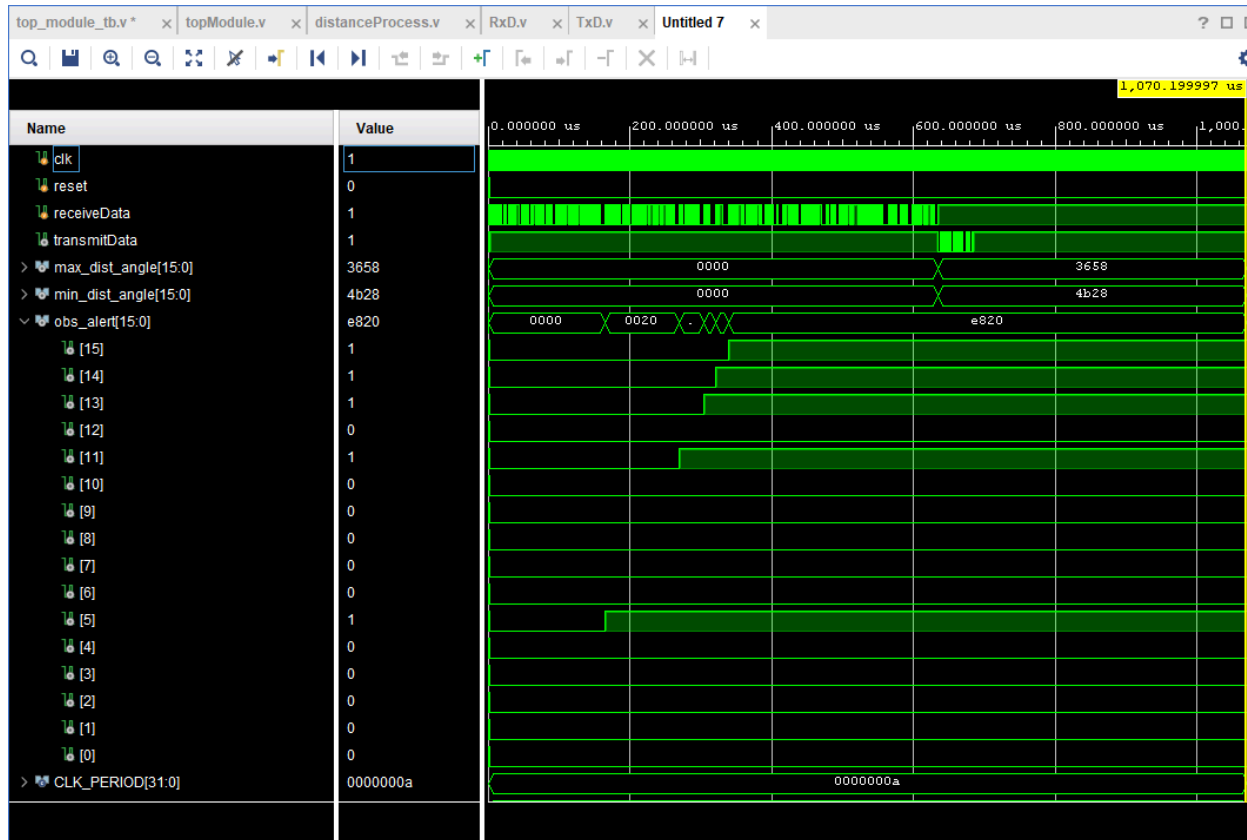 top_module_tb.v * × topModule.v × distanceProcess.v × RxD.v × TxD.v × Untitled 7 × ?
1,070.199997 us
Name Value 0.000000 us 200.000000 us 400.000000 us 600.000000 us 800.000000 us 1,000.
clk 1
reset 0
receiveData 1
transmitData 1
max_dist_angle[15:0] 3658 0000 3658
min_dist_angle[15:0] 4b28 0000 4b28
obs_alert[15:0] e820 0000 0020 . e820
[15] 1
[14] 1
[13] 1
[12] 0
[11] 1
[10] 0
[9] 0
[8] 0
[7] 0
[6] 0
[5] 1
[4] 0
[3] 0
[2] 0
[1] 0
[0] 0
CLK_PERIOD[31:0] 0000000a 0000000a